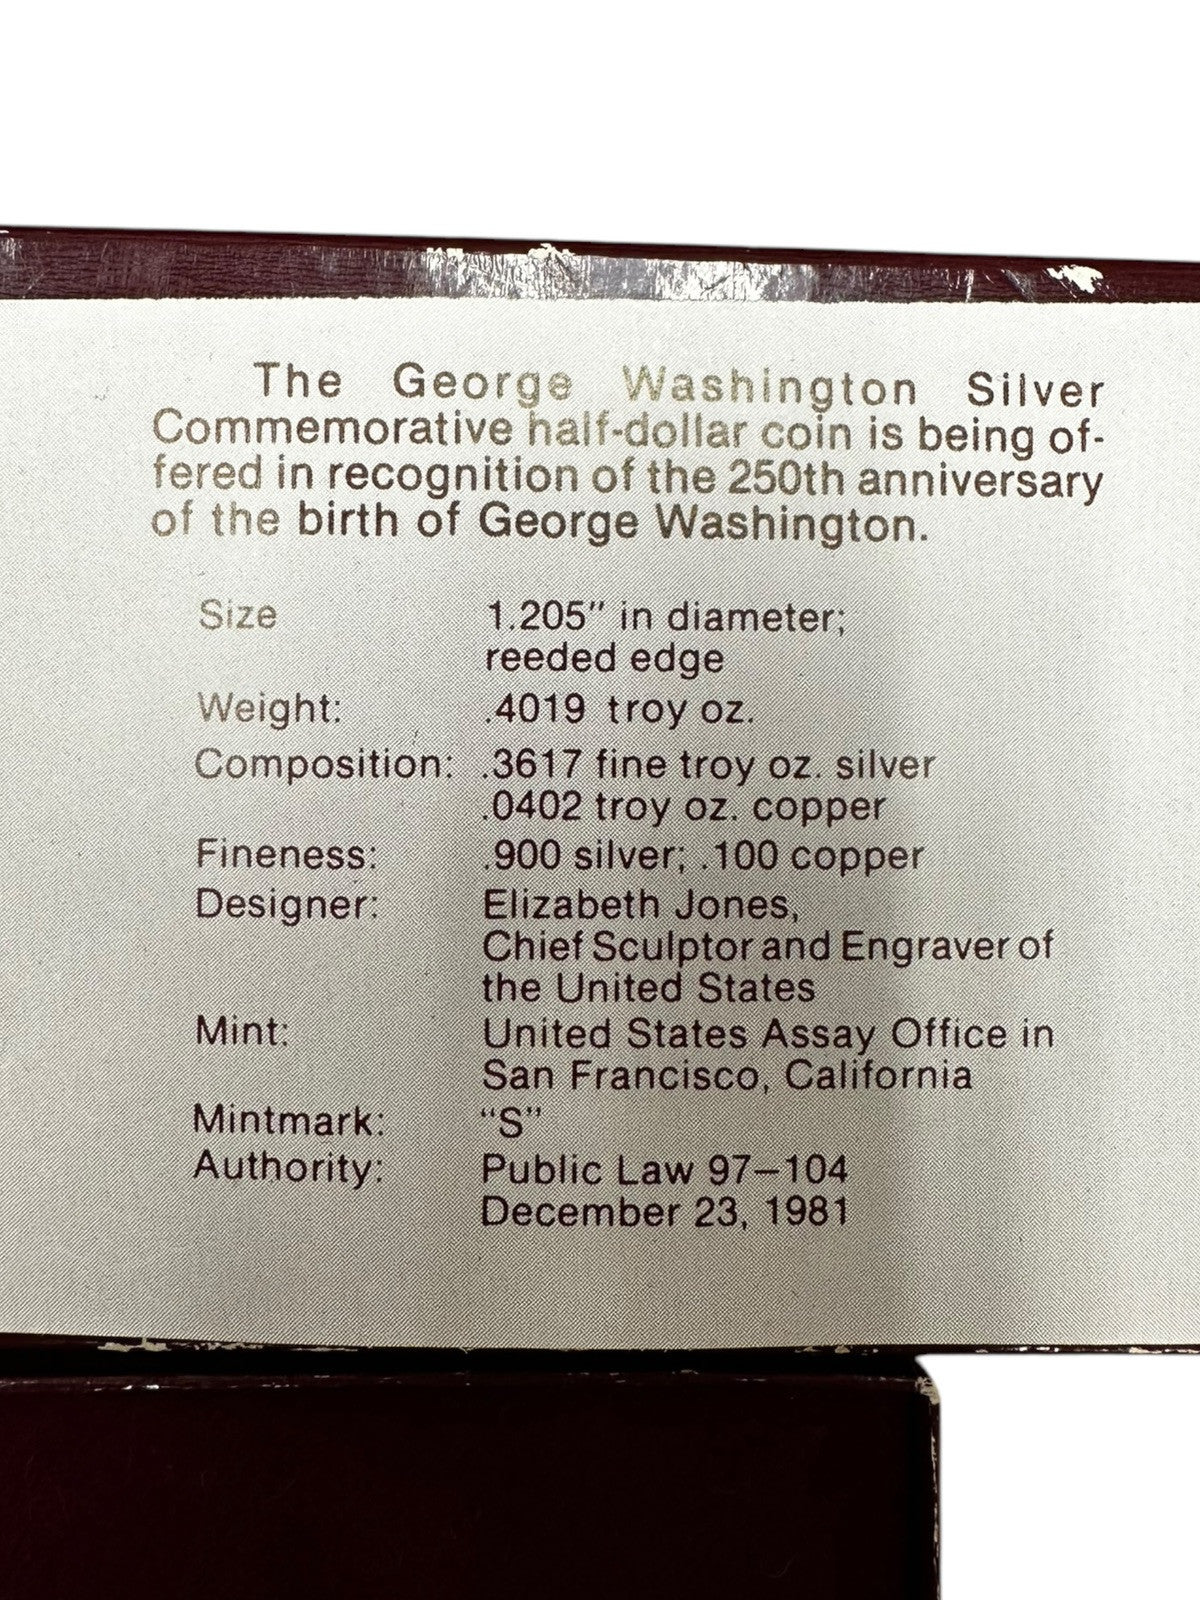 The George Washington Silver
Commemorative half-dollar coin is being of-
fered in recognition of the 250th anniversary
of the birth of George Washington.
Size 1.205" in diameter;
reeded edge
Weight: .4019 troy oz.
Composition: .3617 fine troy oz. silver
.0402 troy oz. copper
Fineness: .900 silver; .100 copper
Designer: Elizabeth Jones,
Chief Sculptor and Engraver of
the United States
Mint: United States Assay Office in
San Francisco, California
Mintmark: "S"
Authority: Public Law 97–104
December 23, 1981